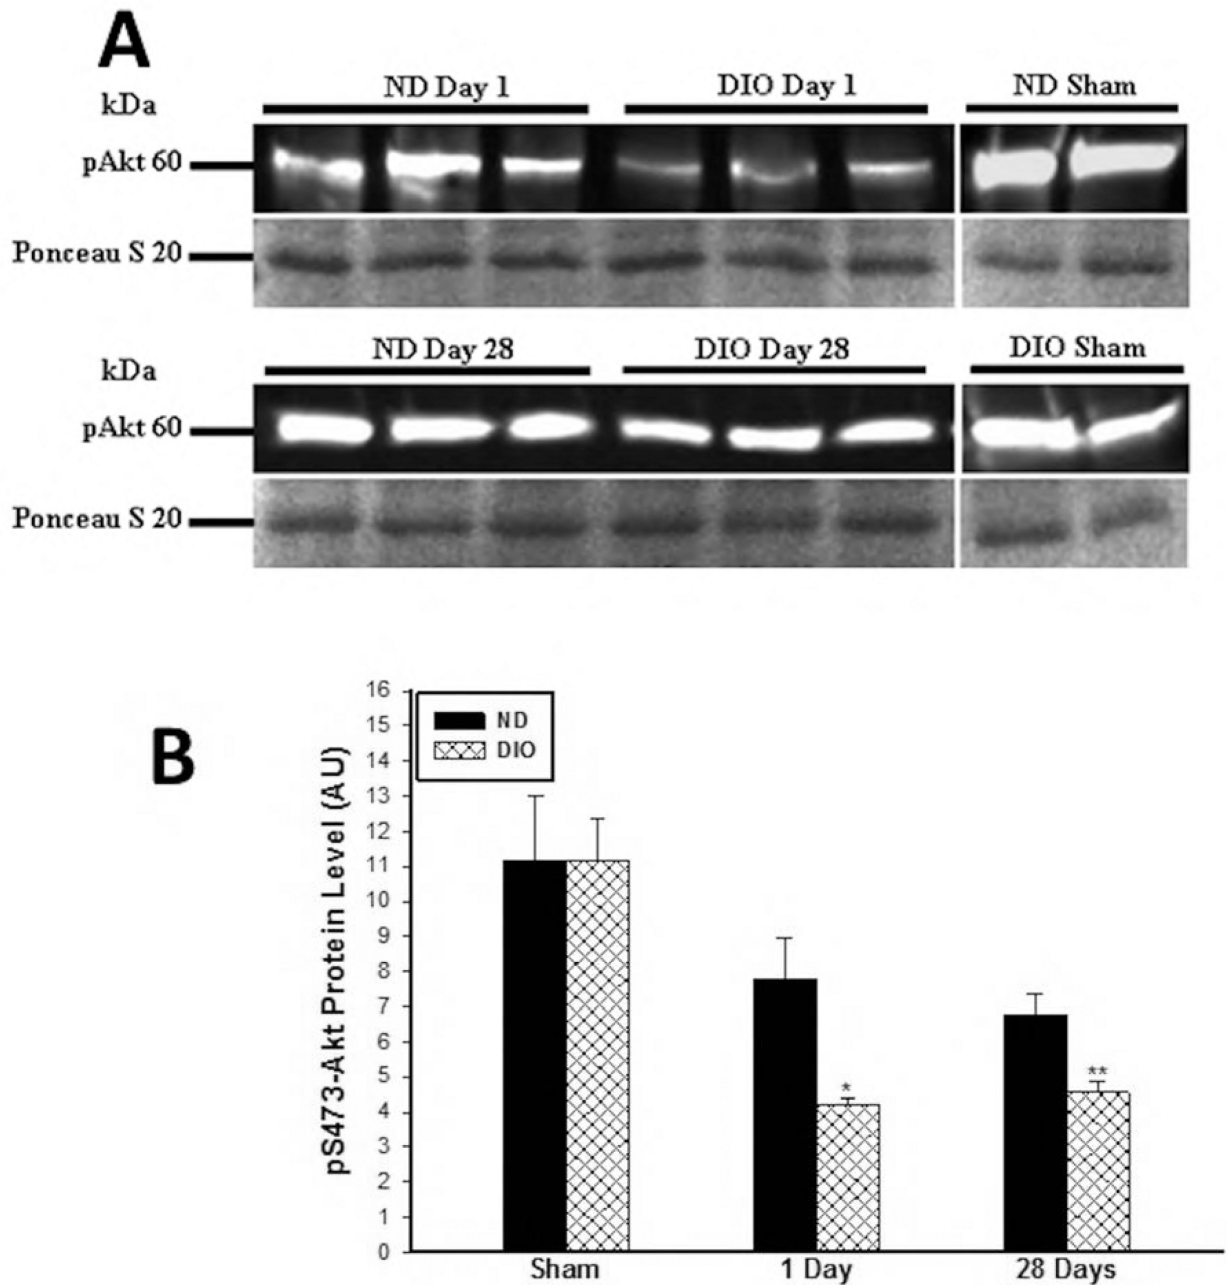 A
kDa
ND Day 1
DIO Day 1
ND Sham
pAkt 60
Ponceau S 20
kDa
ND Day 28
DIO Day 28
DIO Sham
pAkt 60
Ponceau S 20
B
pS473-Akt Protein Level (AU)
16
15
14
13
12
11
10
9
8
7
6
5
4
3
2
1
0
ND
DIO
*
**
Sham
1 Day
28 Days